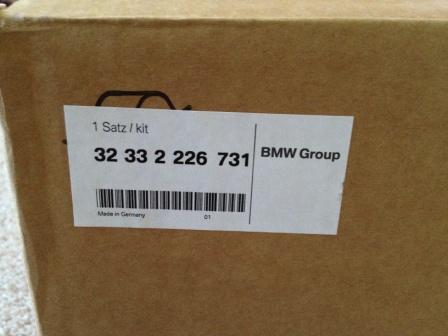 1 Satz / kit
32 33 2 226 731
BMW Group
Made in Germany
01